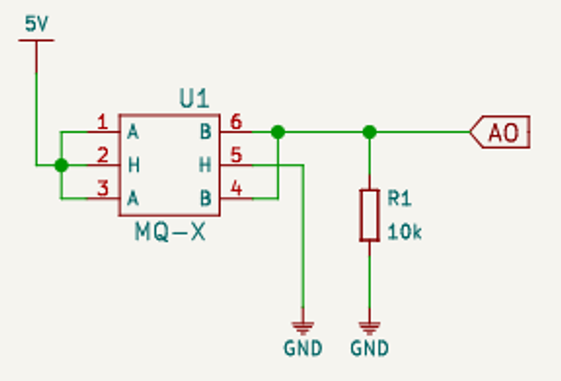 5V
U1
1 A B 6
2 H H 5
3 A B 4
MQ-X
AO
R1
10k
GND GND